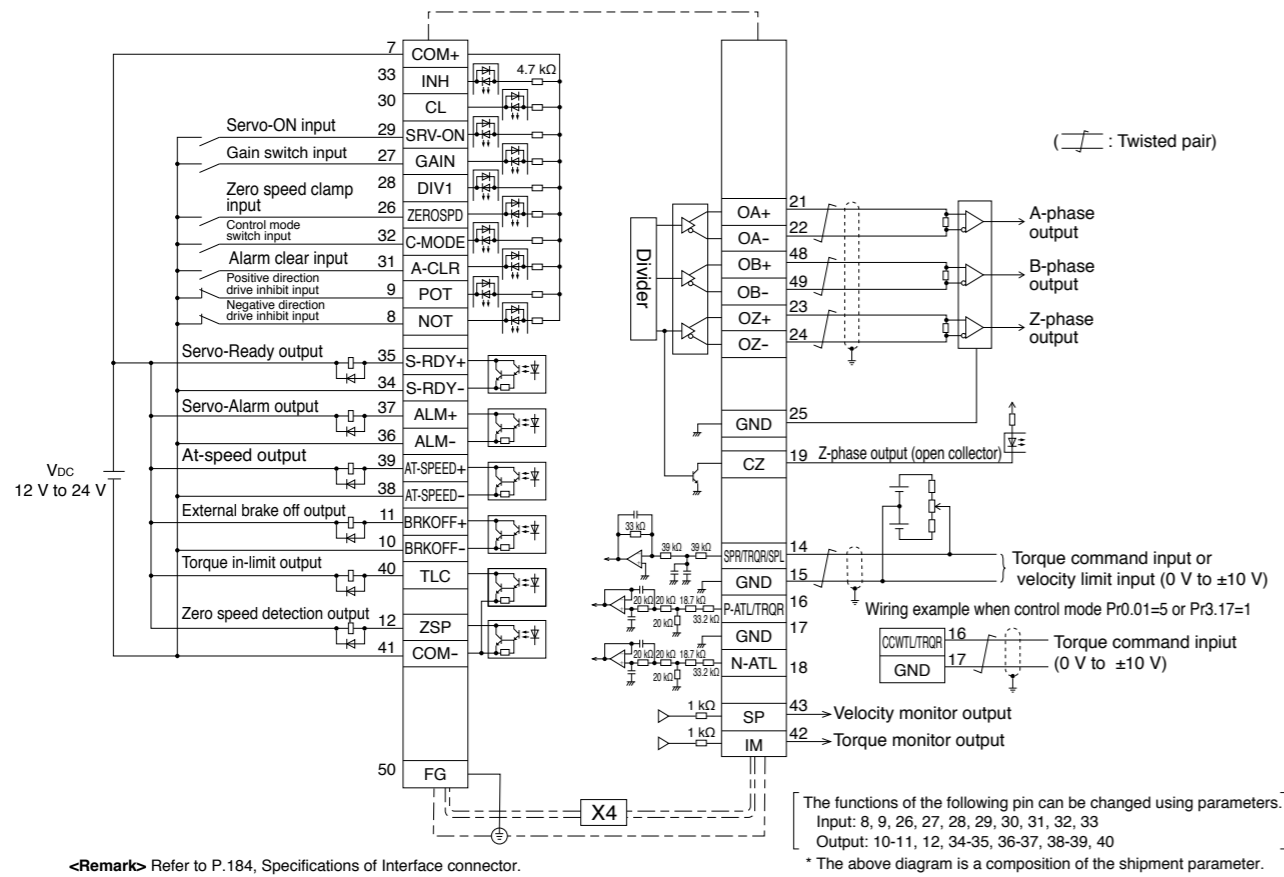 7 COM+
33 INH 4.7 kΩ
30 CL
Servo-ON input 29 SRV-ON
Gain switch input 27 GAIN
28 DIV1
Zero speed clamp
input 26 ZEROSPD
Control mode
switch input 32 C-MODE
Alarm clear input 31 A-CLR
Positive direction
drive inhibit input 9 POT
Negative direction
drive inhibit input 8 NOT
Servo-Ready output 35 S-RDY+
34 S-RDY–
Servo-Alarm output 37 ALM+
36 ALM–
At-speed output 39 AT-SPEED+
38 AT-SPEED–
VDC
12 V to 24 V
External brake off output 11 BRKOFF+
10 BRKOFF–
Torque in-limit output 40 TLC
Zero speed detection output 12 ZSP
41 COM–
50 FG
X4
( : Twisted pair)
Divider
OA+ 21
OA– 22
A-phase
output
OB+ 48
OB– 49
B-phase
output
OZ+ 23
OZ– 24
Z-phase
output
GND 25
CZ 19 Z-phase output (open collector)
33 kΩ
39 kΩ 39 kΩ
SPR/TRQR/SPL 14
GND 15
Torque command input or
velocity limit input (0 V to ±10 V)
20 kΩ 20 kΩ 18.7 kΩ
20 kΩ 33.2 kΩ
P-ATL/TRQR 16
GND 17
20 kΩ 20 kΩ 18.7 kΩ
20 kΩ 33.2 kΩ
N-ATL 18
Wiring example when control mode Pr0.01=5 or Pr3.17=1
CCWTL/TRQR 16
GND 17
Torque command inpiut
(0 V to ±10 V)
1 kΩ SP 43 Velocity monitor output
1 kΩ IM 42 Torque monitor output
The functions of the following pin can be changed using parameters.
Input: 8, 9, 26, 27, 28, 29, 30, 31, 32, 33
Output: 10-11, 12, 34-35, 36-37, 38-39, 40
* The above diagram is a composition of the shipment parameter.
<Remark> Refer to P.184, Specifications of Interface connector.